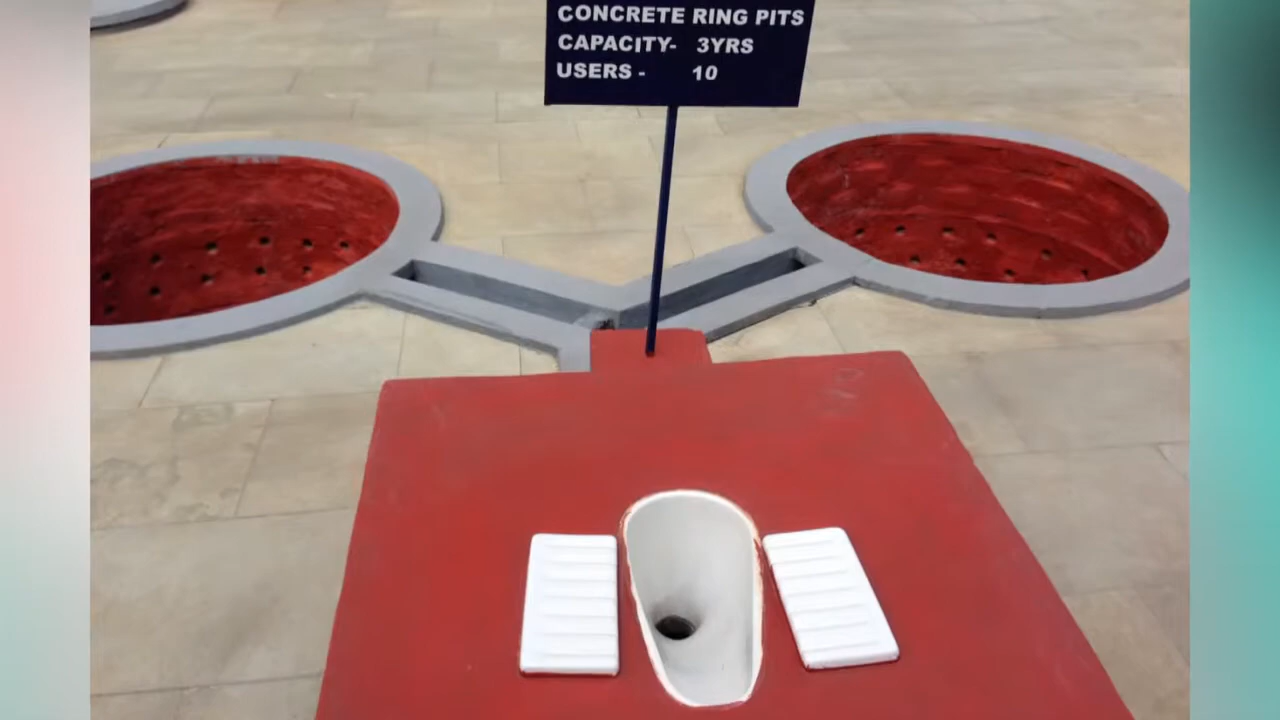 CONCRETE RING PITS
CAPACITY- 3YRS
USERS - 10